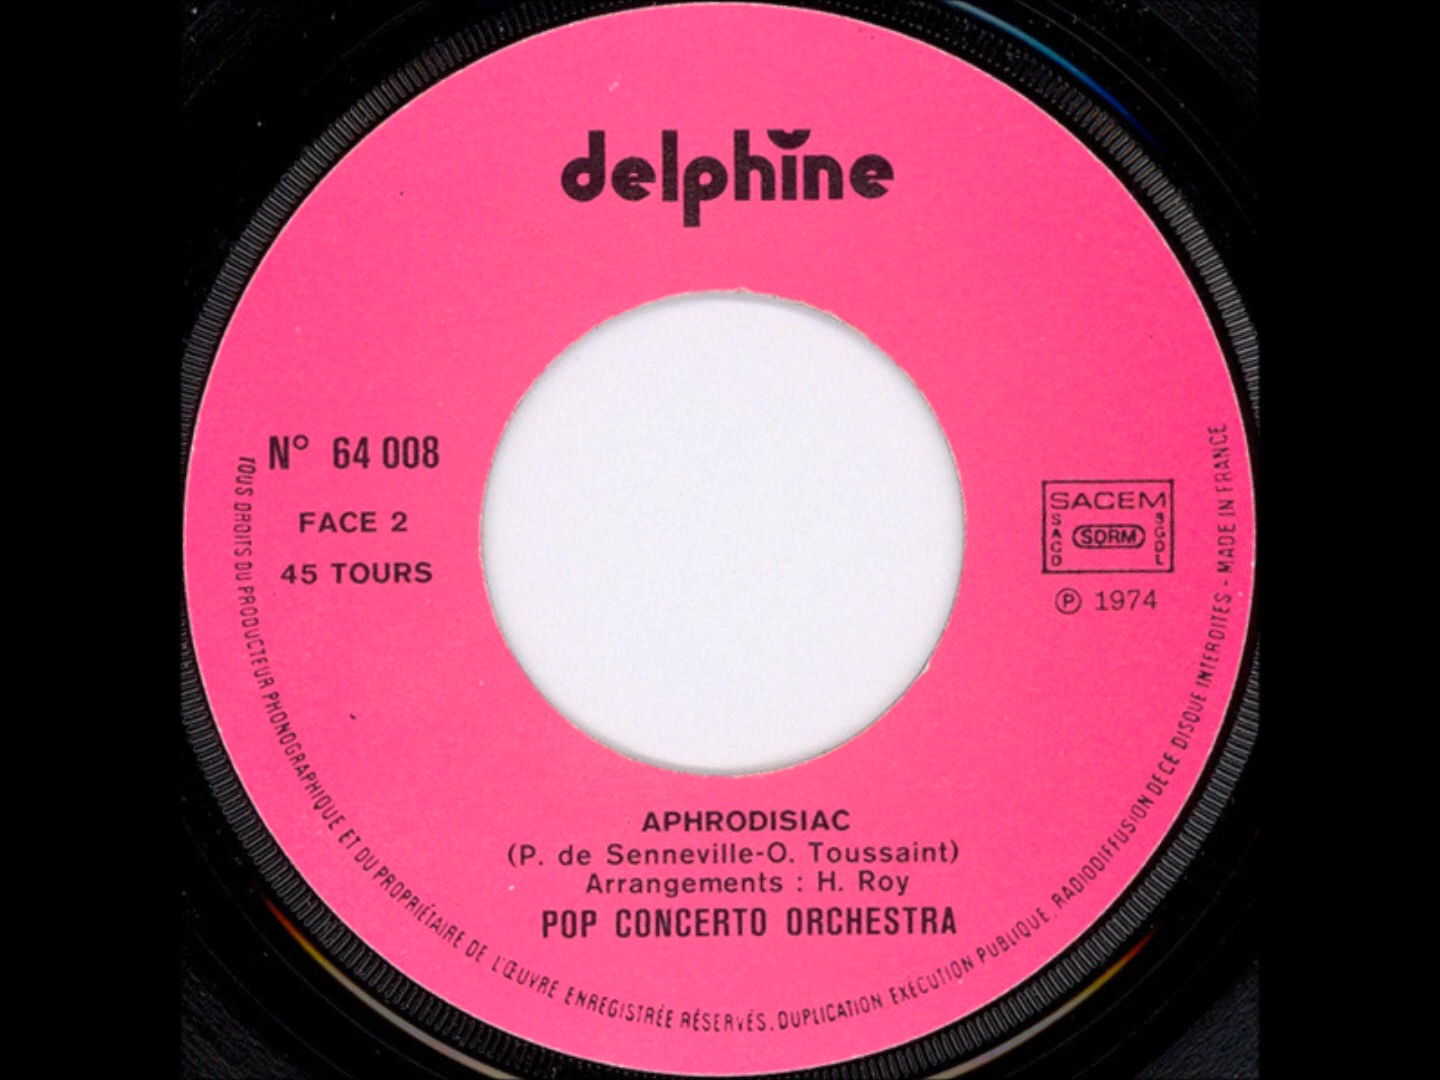 delphine
N° 64 008
FACE 2
45 TOURS
SACEM
SACD
SDRM
SGDL
℗ 1974
APHRODISIAC
(P. de Senneville-O. Toussaint)
Arrangements : H. Roy
POP CONCERTO ORCHESTRA
TOUS DROITS DU PRODUCTEUR PHONOGRAPHIQUE ET DU PROPRIÉTAIRE DE L'ŒUVRE ENREGISTRÉE RÉSERVÉS. DUPLICATION, EXÉCUTION PUBLIQUE, RADIODIFFUSION DE CE DISQUE INTERDITES - MADE IN FRANCE